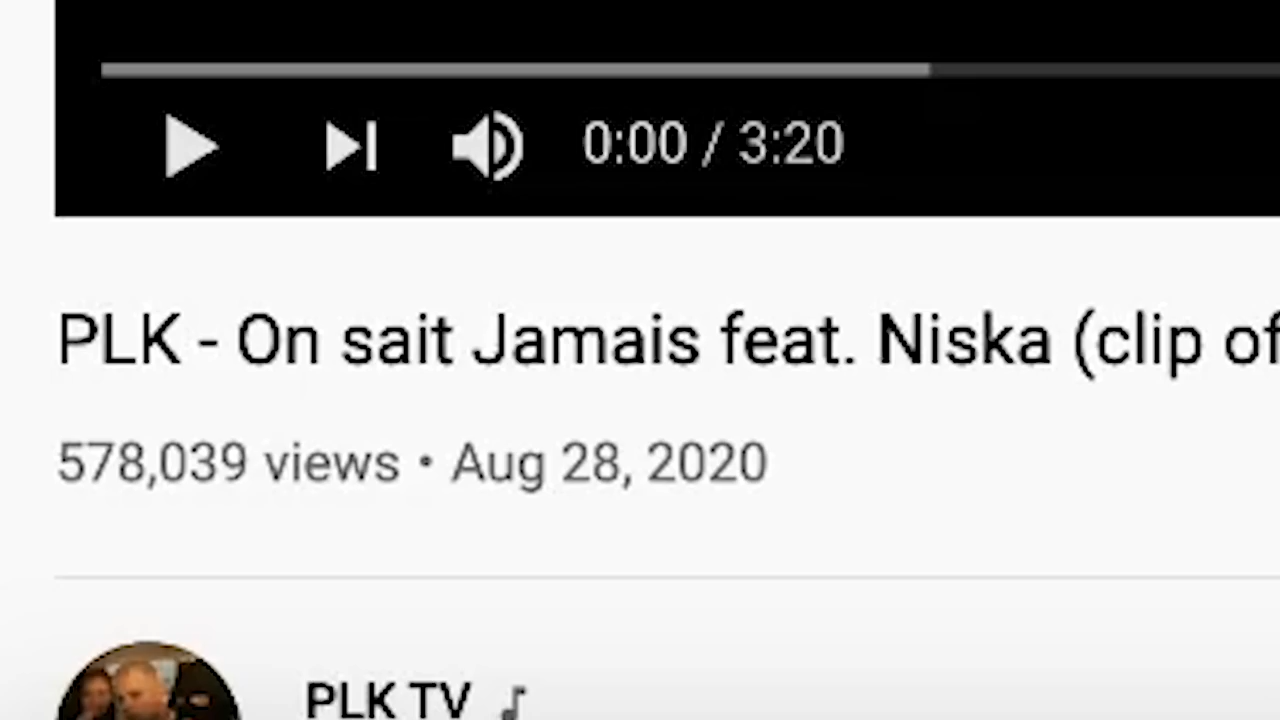 0:00 / 3:20
PLK - On sait Jamais feat. Niska (clip of
578,039 views • Aug 28, 2020
PLK TV